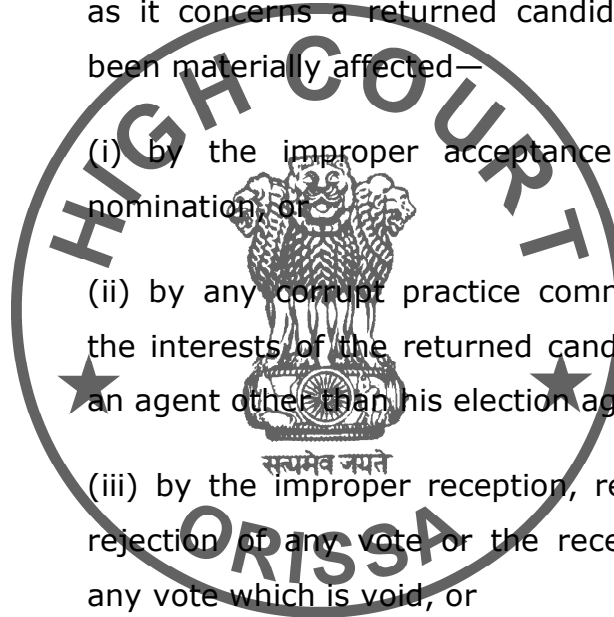 as it concerns a returned candid
been materially affected—
(i) by the improper acceptance
nomination, or
(ii) by any corrupt practice comm
the interests of the returned cand
an agent other than his election ag
(iii) by the improper reception, re
rejection of any vote or the rece
any vote which is void, or
HIGH COURT
सत्यमेव जयते
ORISSA